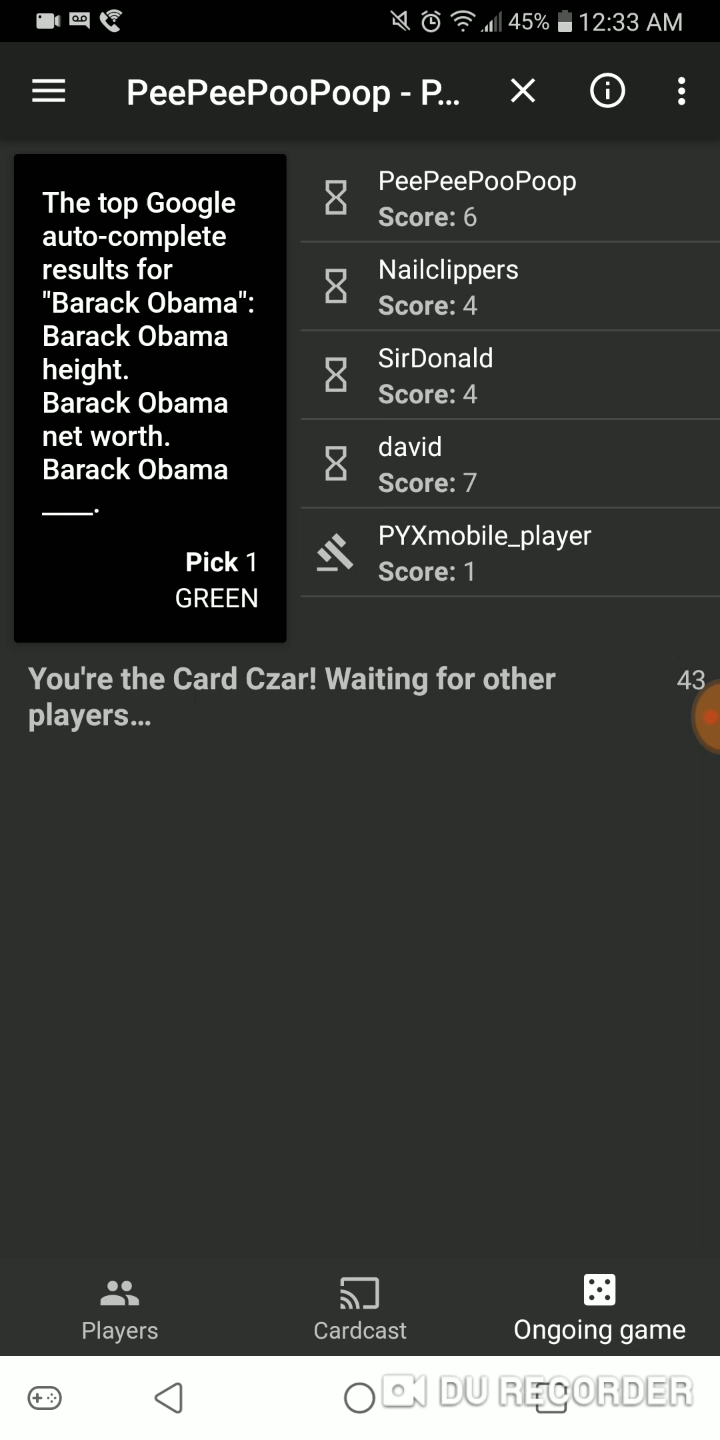 45% 12:33 AM
PeePeePooPoop - P...
The top Google
auto-complete
results for
"Barack Obama":
Barack Obama
height.
Barack Obama
net worth.
Barack Obama
____.
Pick 1
GREEN
PeePeePooPoop
Score: 6
Nailclippers
Score: 4
SirDonald
Score: 4
david
Score: 7
PYXmobile_player
Score: 1
You're the Card Czar! Waiting for other
players...
43
Players
Cardcast
Ongoing game
DU RECORDER